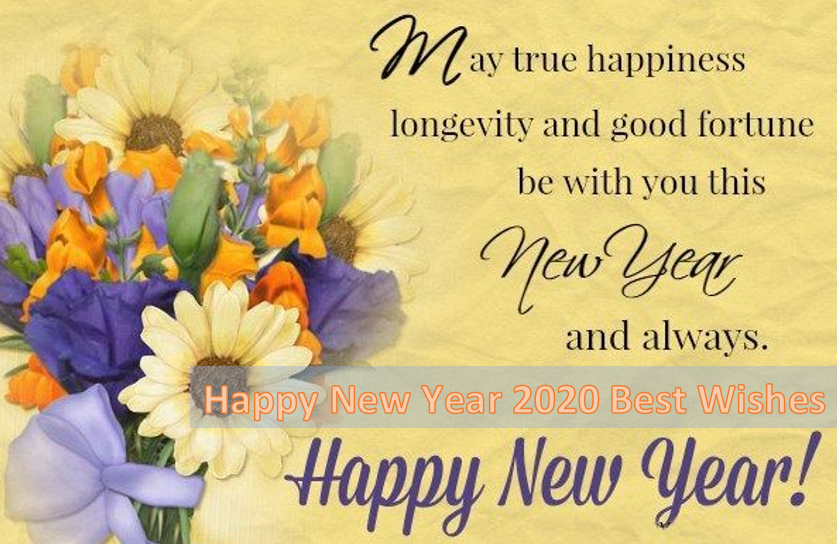 May true happiness
longevity and good fortune
be with you this
New Year
and always.
Happy New Year 2020 Best Wishes
Happy New Year!